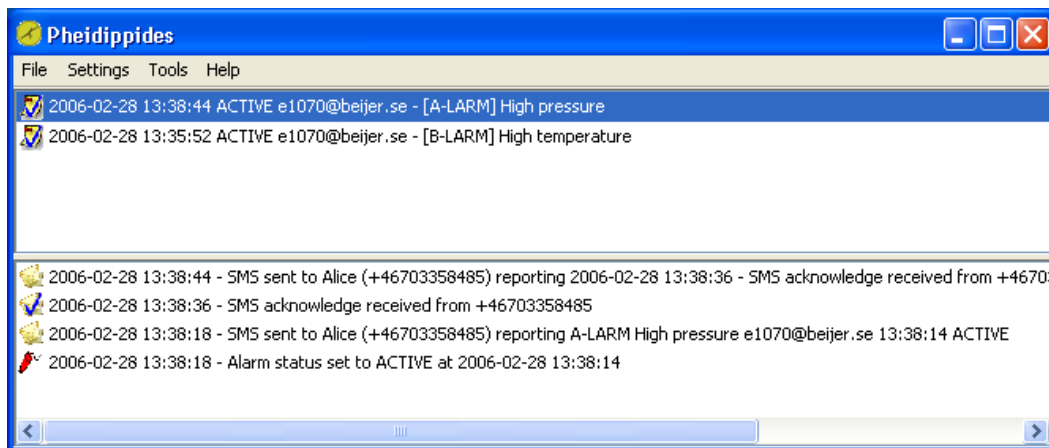 Pheidippides
File Settings Tools Help
2006-02-28 13:38:44 ACTIVE e1070@beijer.se - [A-LARM] High pressure
2006-02-28 13:35:52 ACTIVE e1070@beijer.se - [B-LARM] High temperature
2006-02-28 13:38:44 - SMS sent to Alice (+46703358485) reporting 2006-02-28 13:38:36 - SMS acknowledge received from +4670
2006-02-28 13:38:36 - SMS acknowledge received from +46703358485
2006-02-28 13:38:18 - SMS sent to Alice (+46703358485) reporting A-LARM High pressure e1070@beijer.se 13:38:14 ACTIVE
2006-02-28 13:38:18 - Alarm status set to ACTIVE at 2006-02-28 13:38:14